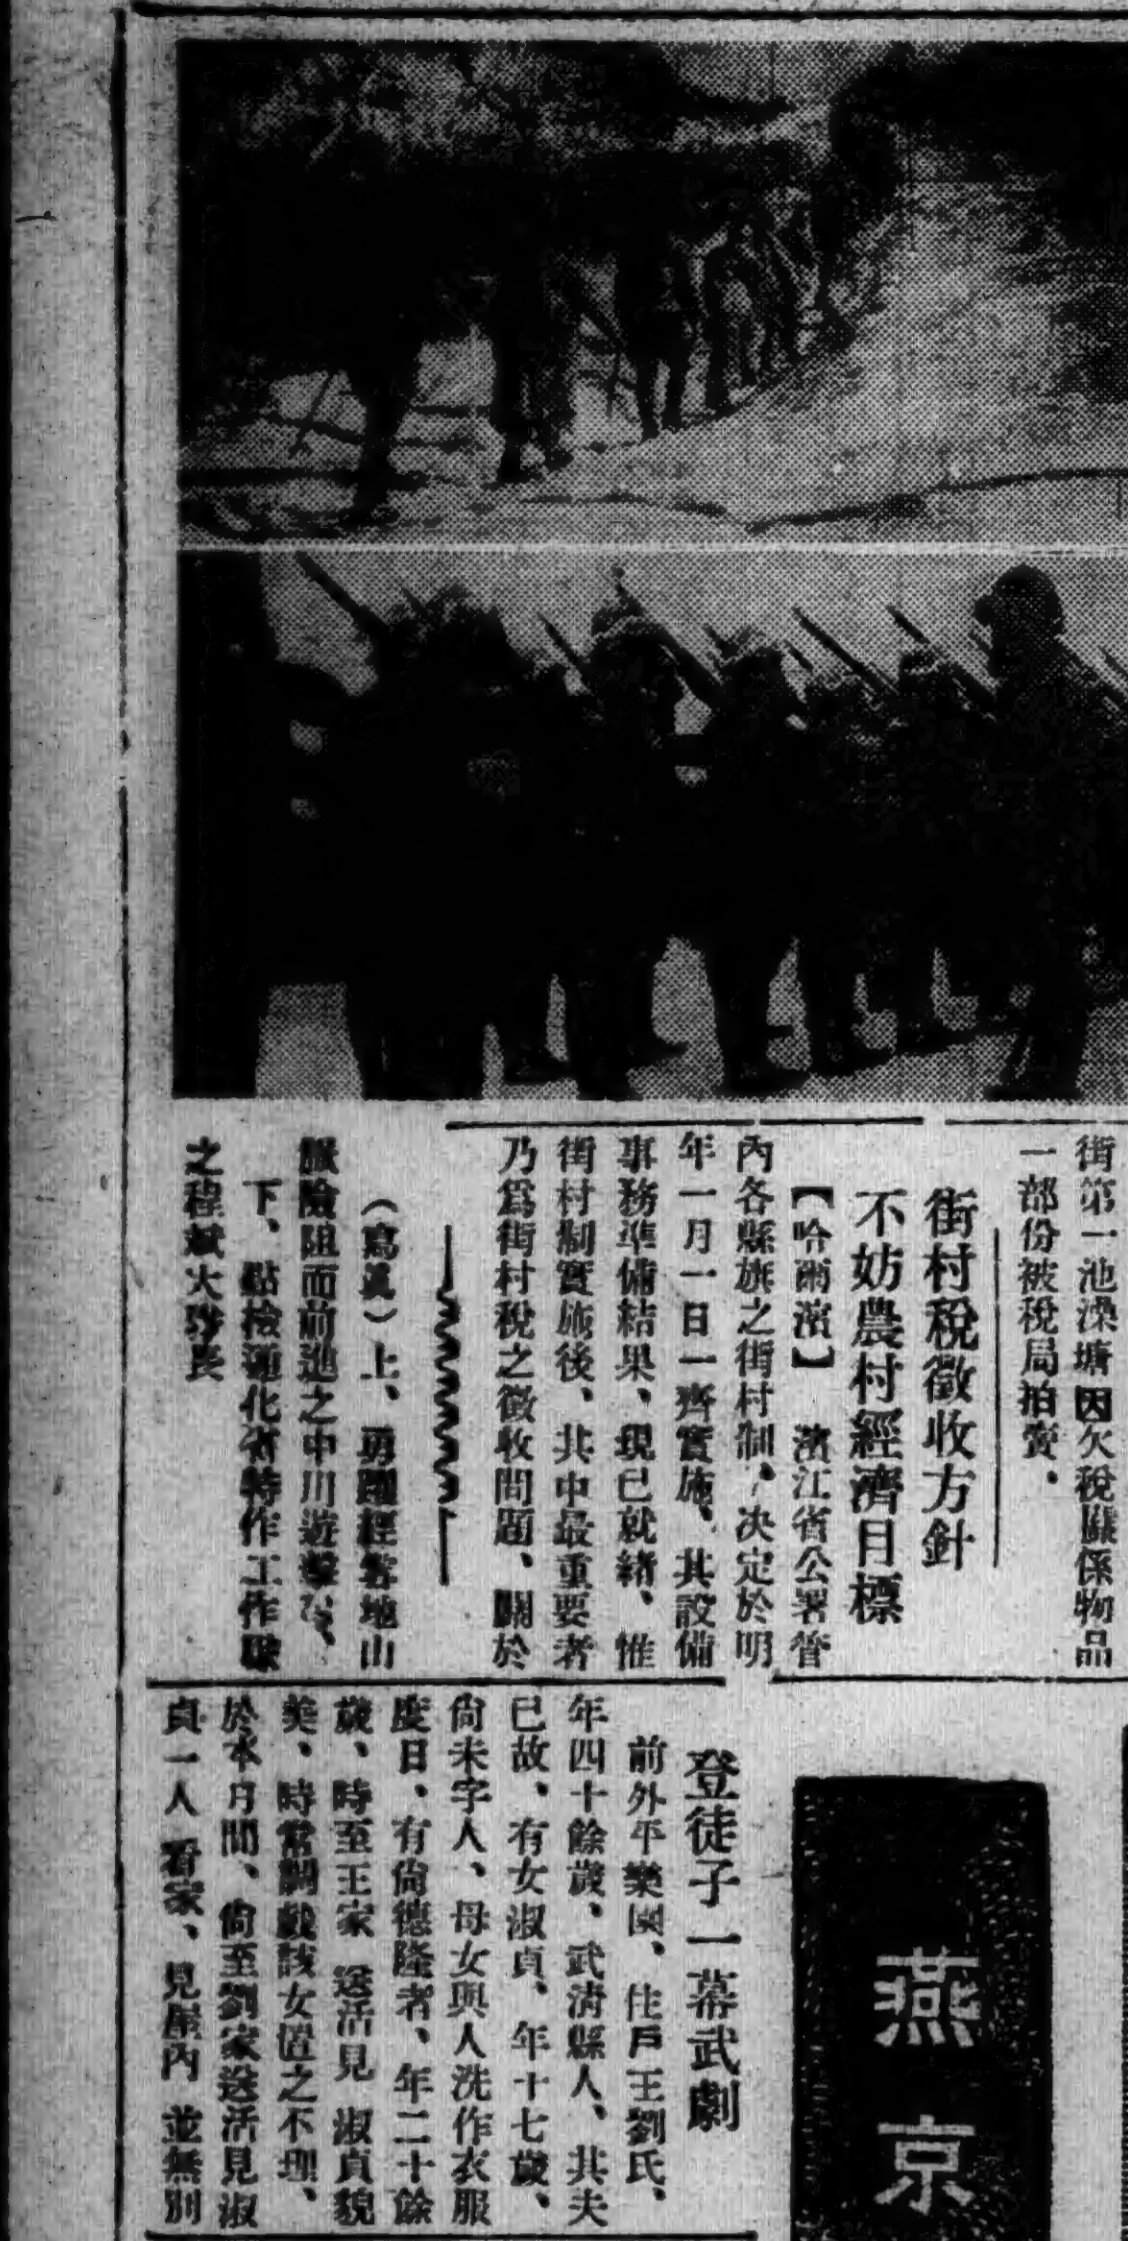 街第一池澡塘因欠稅關係物品
一部份被稅局拍賣、
街村稅徵收方針
不妨農村經濟目標
【哈爾濱】　濱江省公署管
內各縣旗之街村制、决定於明
年一月一日一齊實施、其設備
事務準備結果、現已就緒、惟
街村制實施後、其中最重要者
乃爲街村稅之徵收問題、關於
（寫眞）上、勇躍經客地山
嶽險阻而前進之中川遊擊隊、
下、點檢通化省特作工作隊
之程斌大隊長
登徒子一幕武劇
前外平樂園、住戶王劉氏、
年四十餘歲、武清縣人、其夫
已故、有女淑貞、年十七歲、
尙未字人、母女與人洗作衣服
度日、有尙德隆者、年二十餘
歲、時至王家　送活見　淑貞貌
美、時常調戲該女置之不理、
於本月間、尙至劉家送活見淑
貞一人　看家、見屋內　並無別
燕京